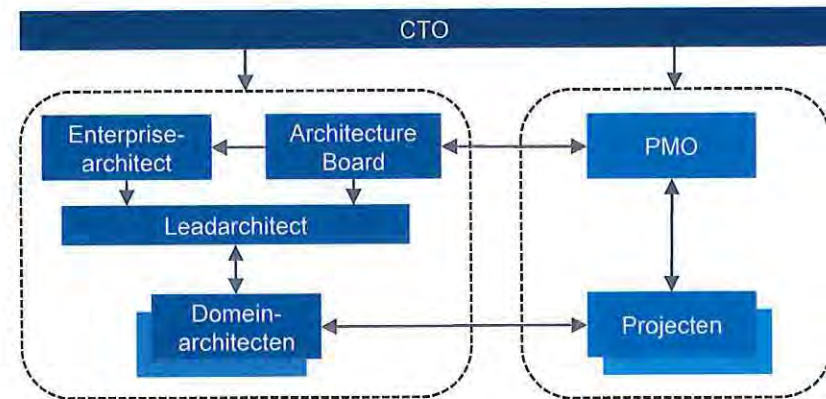 CTO
Enterprise-
architect
Architecture
Board
PMO
Leadarchitect
Domein-
architecten
Projecten